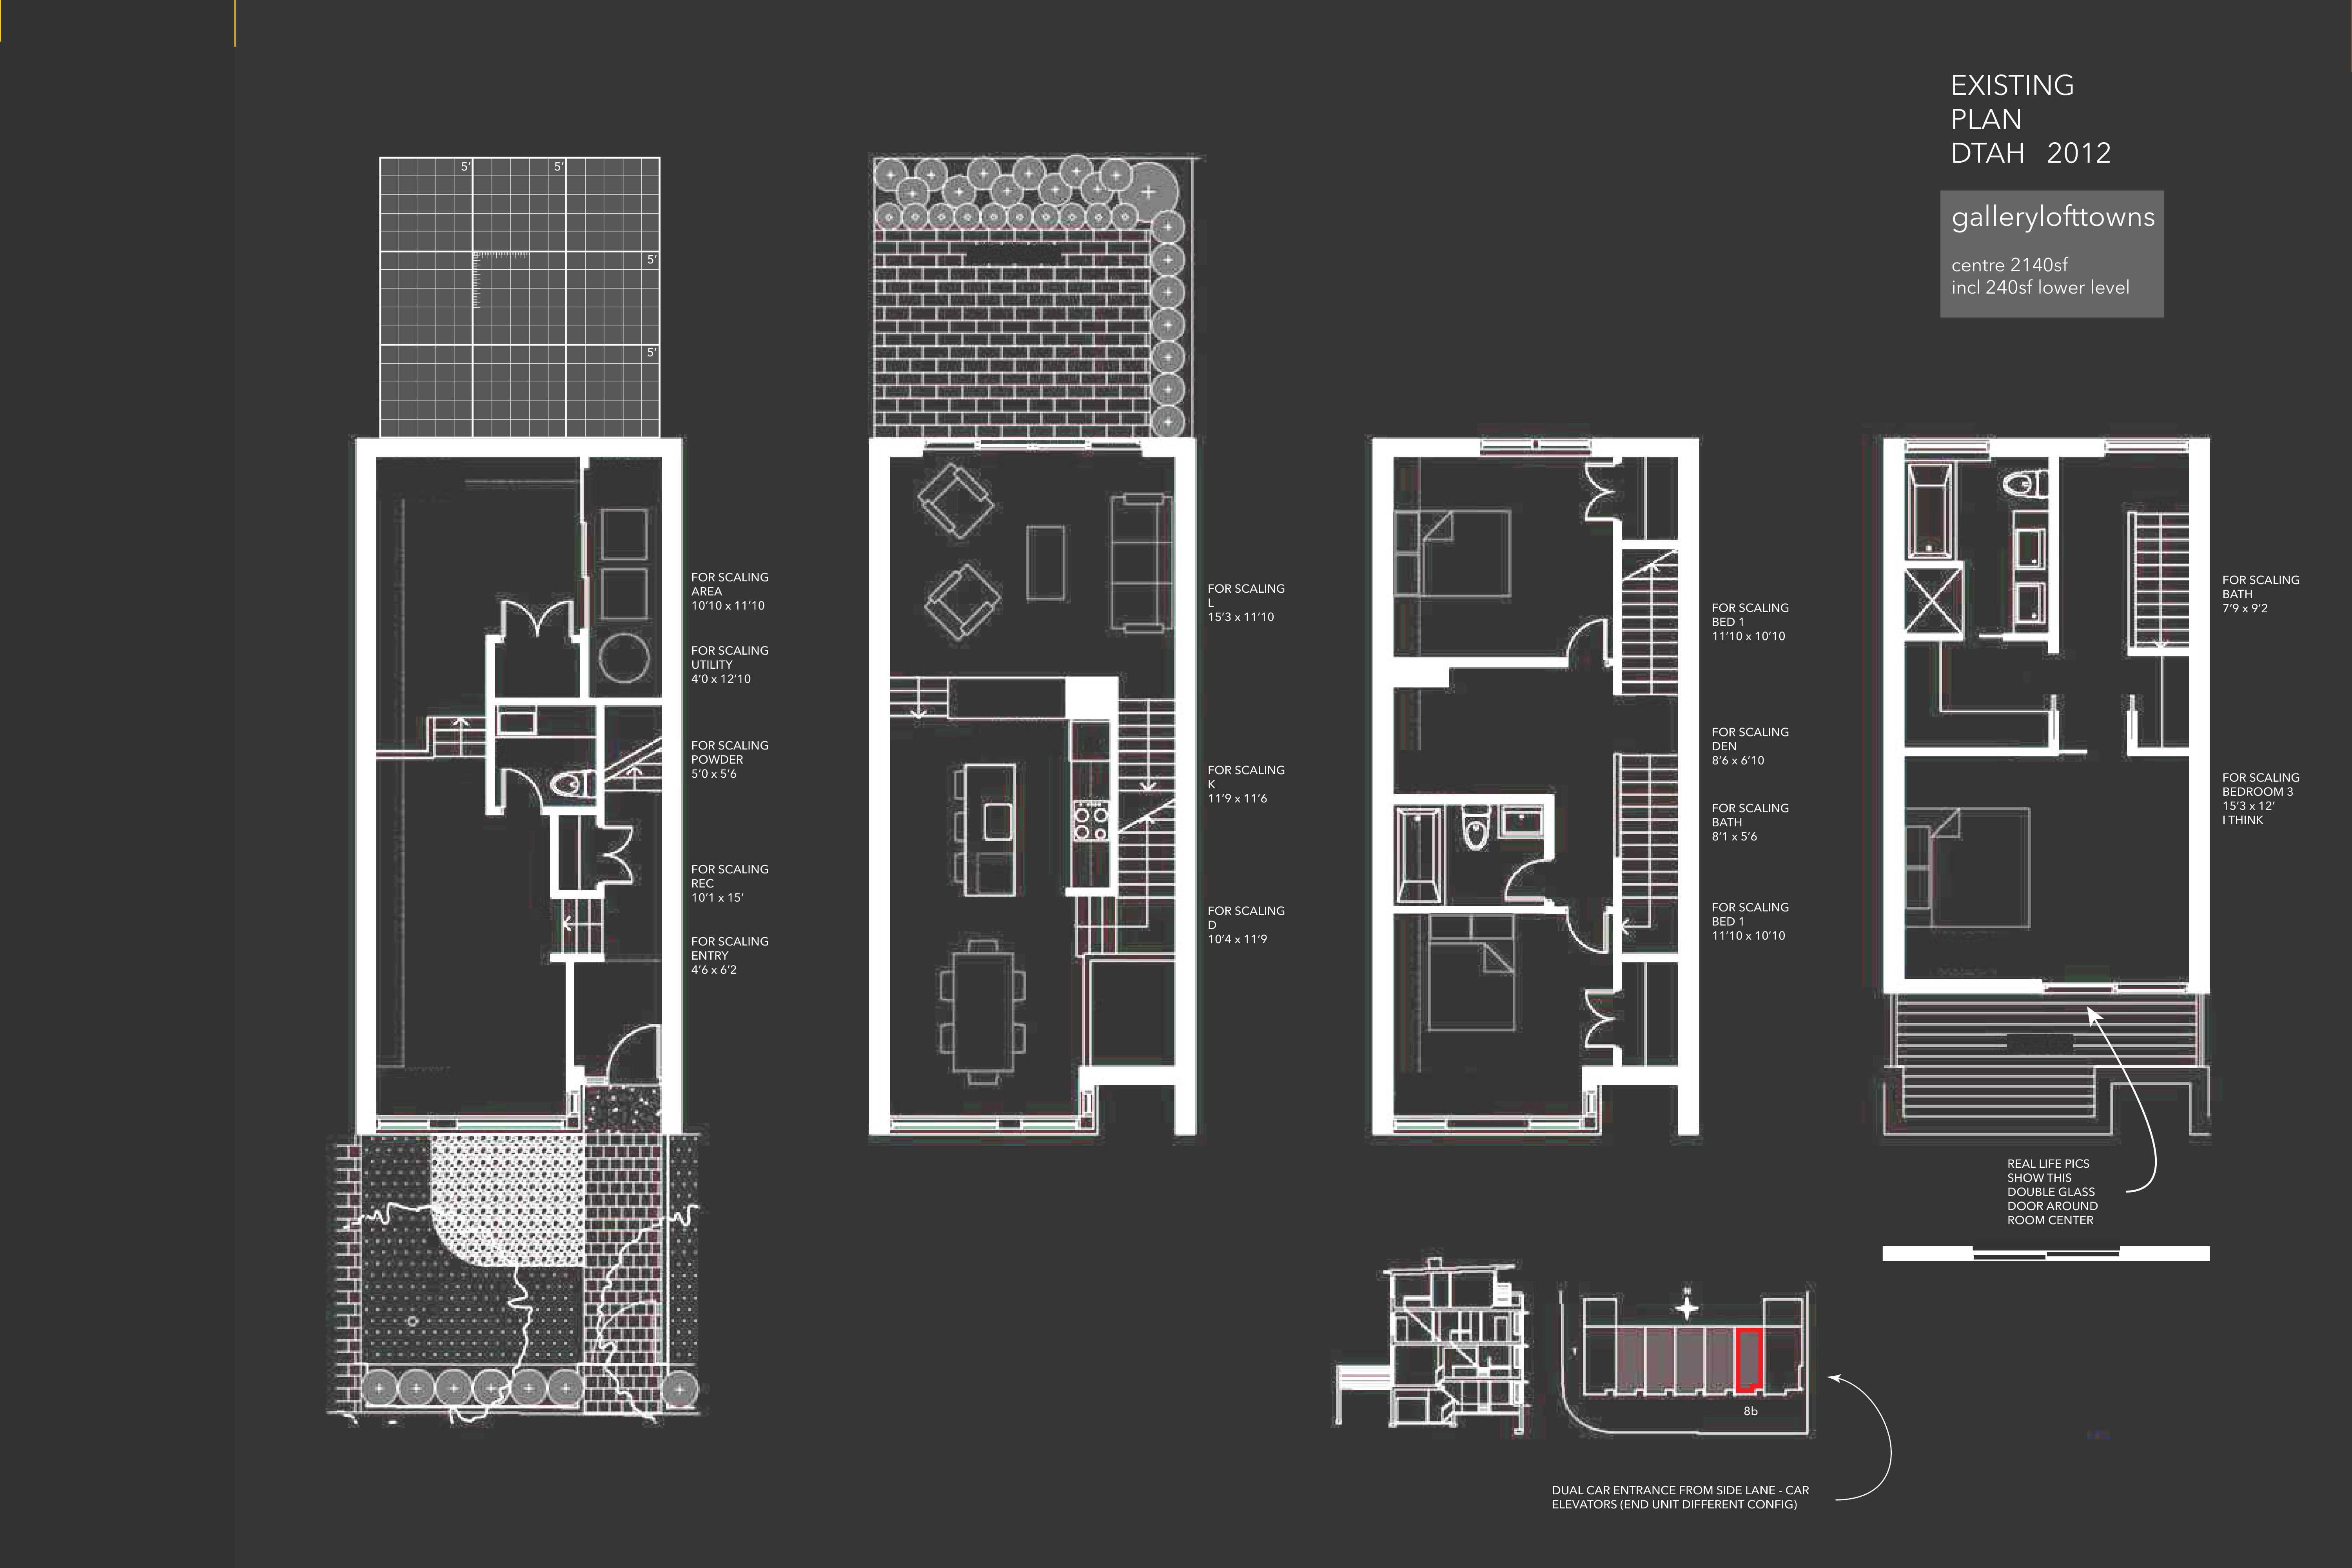 EXISTING
PLAN
DTAH 2012
gallerylofttowns
centre 2140sf
incl 240sf lower level
5'
5'
5'
5'
FOR SCALING
AREA
10'10 x 11'10
FOR SCALING
UTILITY
4'0 x 12'10
FOR SCALING
POWDER
5'0 x 5'6
FOR SCALING
REC
10'1 x 15'
FOR SCALING
ENTRY
4'6 x 6'2
FOR SCALING
L
15'3 x 11'10
FOR SCALING
K
11'9 x 11'6
FOR SCALING
D
10'4 x 11'9
FOR SCALING
BED 1
11'10 x 10'10
FOR SCALING
DEN
8'6 x 6'10
FOR SCALING
BATH
8'1 x 5'6
FOR SCALING
BED 1
11'10 x 10'10
FOR SCALING
BATH
7'9 x 9'2
FOR SCALING
BEDROOM 3
15'3 x 12'
I THINK
REAL LIFE PICS
SHOW THIS
DOUBLE GLASS
DOOR AROUND
ROOM CENTER
N
8b
DUAL CAR ENTRANCE FROM SIDE LANE - CAR
ELEVATORS (END UNIT DIFFERENT CONFIG)